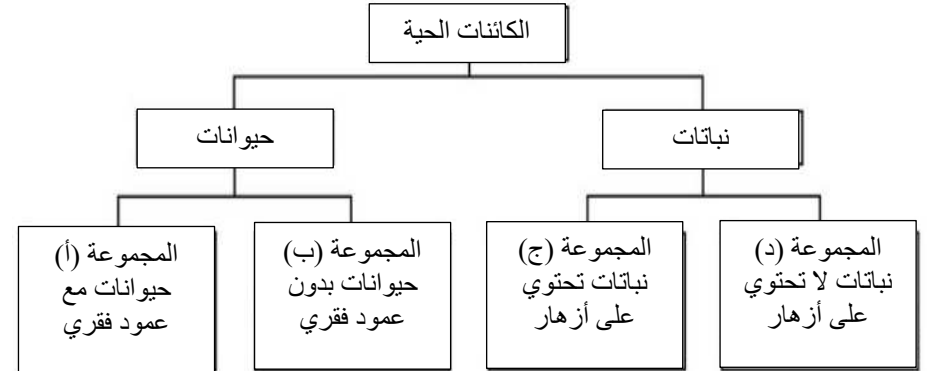 الكائنات الحية
نباتات
حيوانات
المجموعة (د)
نباتات لا تحتوي
على أزهار
المجموعة (ج)
نباتات تحتوي
على أزهار
المجموعة (ب)
حيوانات بدون
عمود فقري
المجموعة (أ)
حيوانات مع
عمود فقري